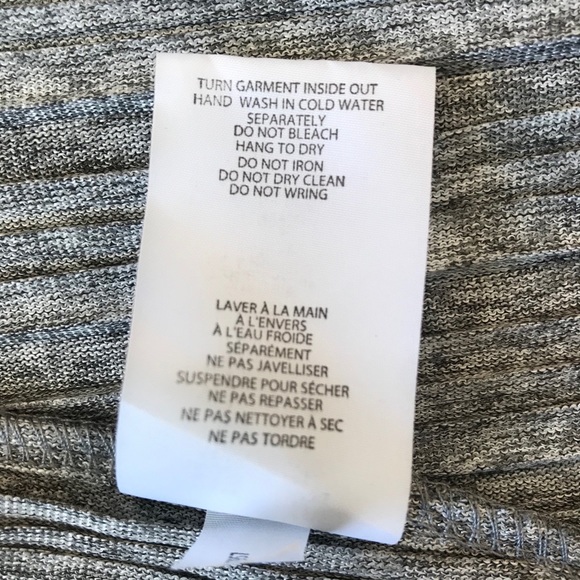 TURN GARMENT INSIDE OUT
HAND WASH IN COLD WATER
SEPARATELY
DO NOT BLEACH
HANG TO DRY
DO NOT IRON
DO NOT DRY CLEAN
DO NOT WRING
LAVER À LA MAIN
À L'ENVERS
À L'EAU FROIDE
SÉPARÉMENT
NE PAS JAVELLISER
SUSPENDRE POUR SÉCHER
NE PAS REPASSER
NE PAS NETTOYER À SEC
NE PAS TORDRE